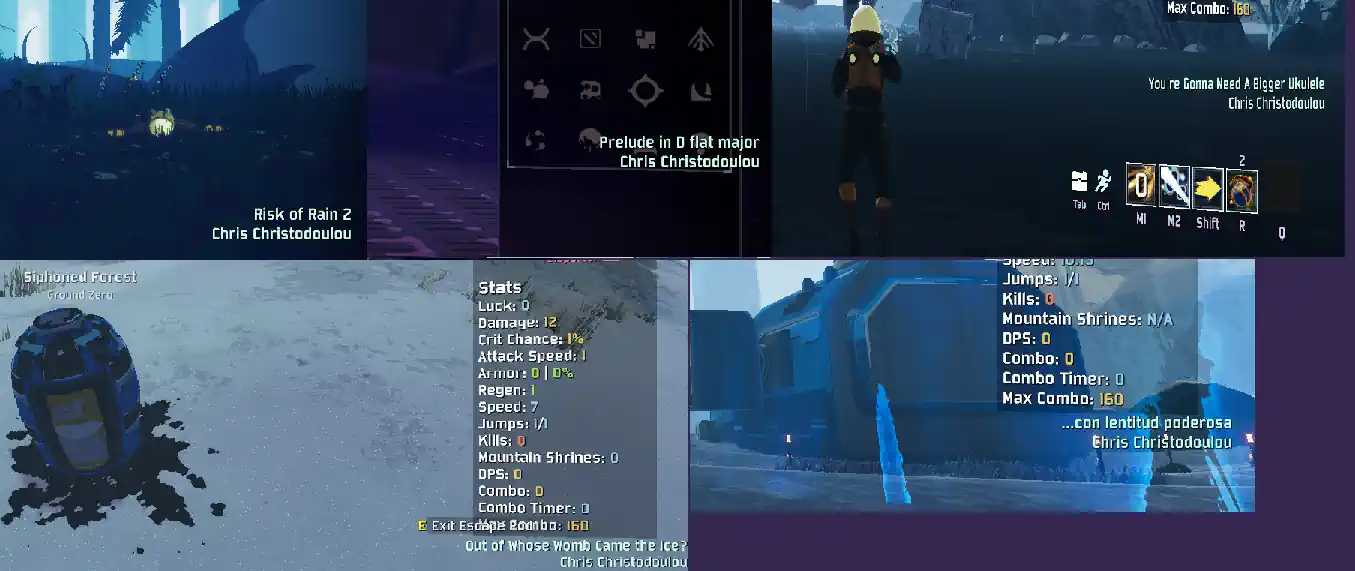 Risk of Rain 2
Chris Christodoulou
Prelude in D flat major
Chris Christodoulou
Max Combo: 160
You're Gonna Need A Bigger Ukulele
Chris Christodoulou
2
Tab Ctrl M1 M2 Shift R Q
Siphoned Forest
Ground Zero
Stats
Luck: 0
Damage: 12
Crit Chance: 1%
Attack Speed: 1
Armor: 0 | 0%
Regen: 1
Speed: 7
Jumps: 1/1
Kills: 0
Mountain Shrines: 0
DPS: 0
Combo: 0
Combo Timer: 0
Max Combo: 160
E Exit Escape Pod
Out of Whose Womb Came the Ice?
Chris Christodoulou
Speed:
Jumps: 1/1
Kills: 0
Mountain Shrines: N/A
DPS: 0
Combo: 0
Combo Timer: 0
Max Combo: 160
...con lentitud poderosa
Chris Christodoulou